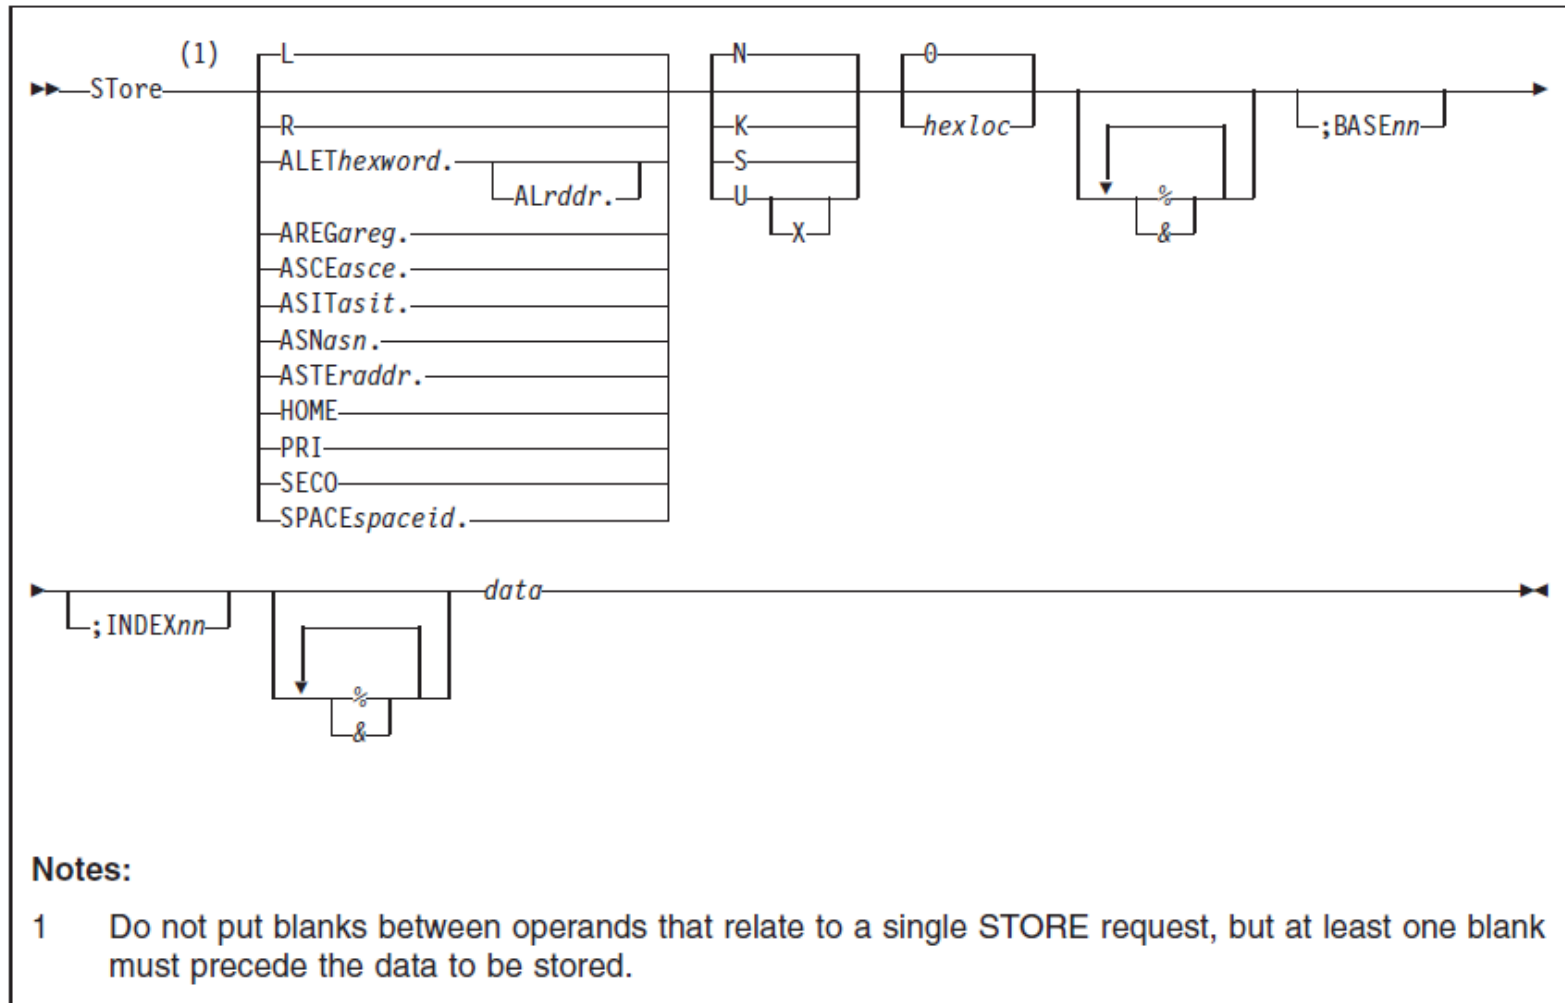 (1) L N 0
STore
R K hexloc ;BASEnn
ALEThexword. S
ALrddr. U %
AREGareg. X &
ASCEasce.
ASITasit.
ASNasn.
ASTEraddr.
HOME
PRI
SECO
SPACEspaceid.
data
;INDEXnn
%
&
Notes:
1 Do not put blanks between operands that relate to a single STORE request, but at least one blank
must precede the data to be stored.